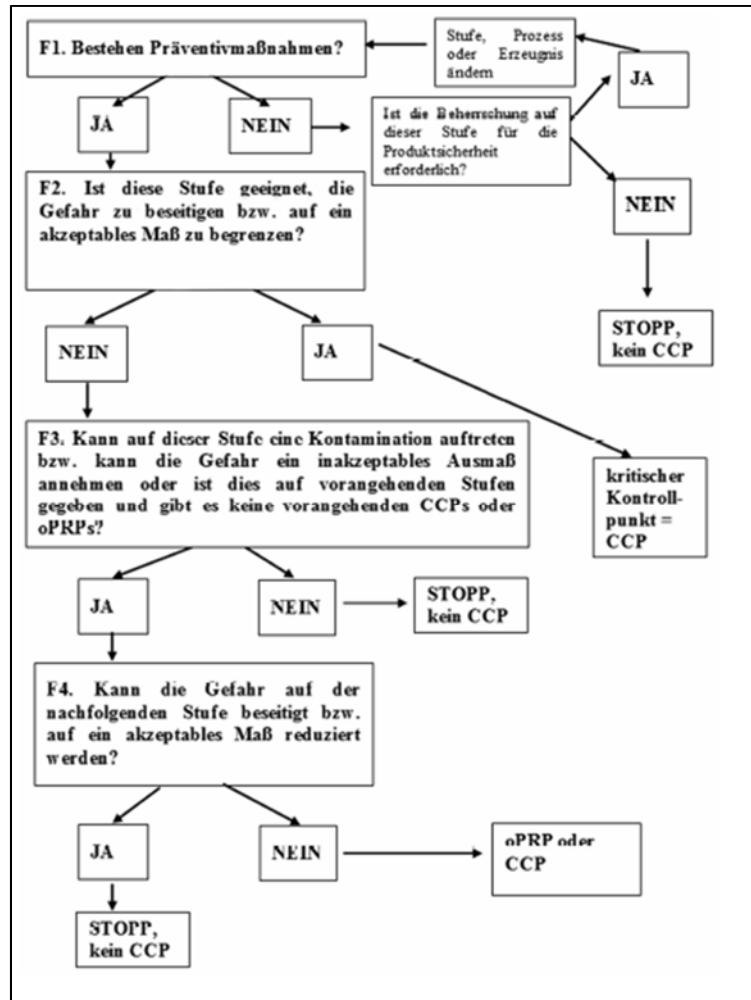 F1. Bestehen Präventivmaßnahmen?
Stufe, Prozess
oder Erzeugnis
ändern
JA
JA
NEIN
Ist die Beherrschung auf
dieser Stufe für die
Produktsicherheit
erforderlich?
NEIN
STOPP,
kein CCP
F2. Ist diese Stufe geeignet, die
Gefahr zu beseitigen bzw. auf ein
akzeptables Maß zu begrenzen?
NEIN
JA
kritischer
Kontroll-
punkt =
CCP
F3. Kann auf dieser Stufe eine Kontamination auftreten
bzw. kann die Gefahr ein inakzeptables Ausmaß
annehmen oder ist dies auf vorangehenden Stufen
gegeben und gibt es keine vorangehenden CCPs oder
oPRPs?
JA
NEIN
STOPP,
kein CCP
F4. Kann die Gefahr auf der
nachfolgenden Stufe beseitigt bzw.
auf ein akzeptables Maß reduziert
werden?
JA
NEIN
oPRP oder
CCP
STOPP,
kein CCP